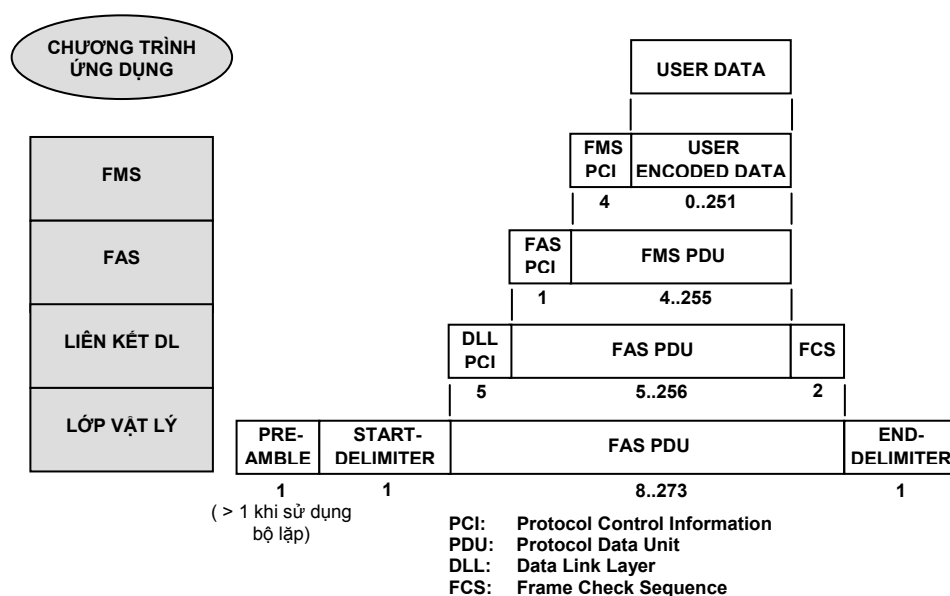 CHƯƠNG TRÌNH
ỨNG DỤNG
USER DATA
FMS
FMS
PCI
USER
ENCODED DATA
4
0..251
FAS
FAS
PCI
FMS PDU
1
4..255
LIÊN KẾT DL
DLL
PCI
FAS PDU
FCS
5
5..256
2
LỚP VẬT LÝ
PRE-
AMBLE
START-
DELIMITER
FAS PDU
END-
DELIMITER
1
1
8..273
1
( > 1 khi sử dụng
bộ lặp)
PCI: Protocol Control Information
PDU: Protocol Data Unit
DLL: Data Link Layer
FCS: Frame Check Sequence